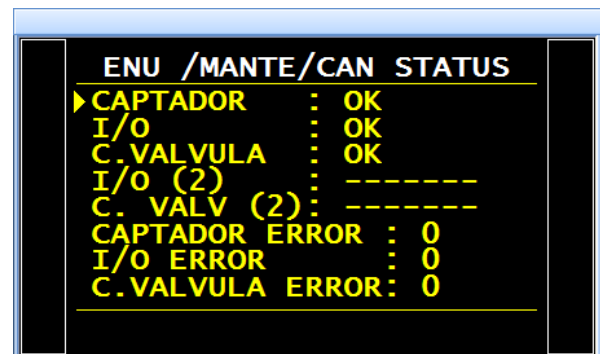 ENU /MANTE/CAN STATUS
CAPTADOR : OK
I/O : OK
C.VALVULA : OK
I/O (2) : -------
C. VALV (2): -------
CAPTADOR ERROR : 0
I/O ERROR : 0
C.VALVULA ERROR: 0